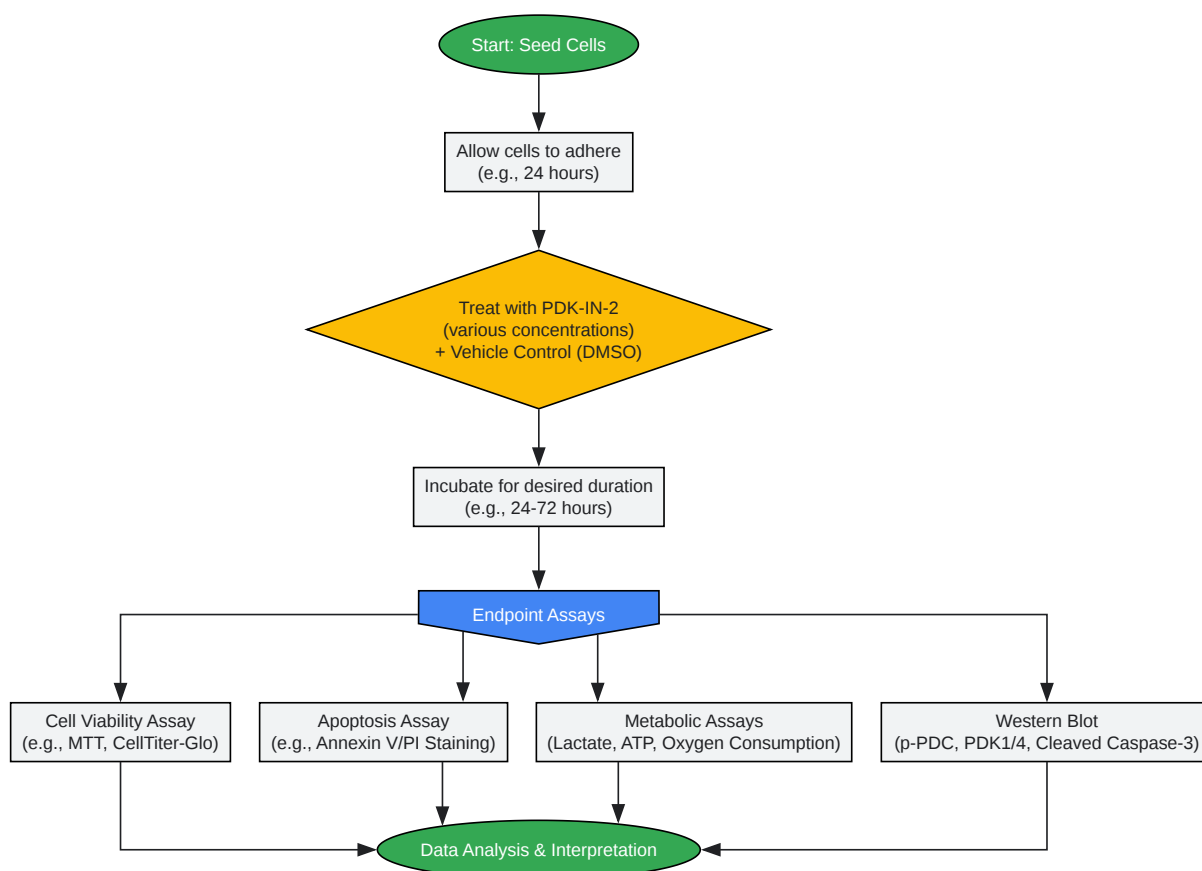 Start: Seed Cells
Allow cells to adhere
(e.g., 24 hours)
Treat with PDK-IN-2
(various concentrations)
+ Vehicle Control (DMSO)
Incubate for desired duration
(e.g., 24-72 hours)
Endpoint Assays
Cell Viability Assay
(e.g., MTT, CellTiter-Glo)
Apoptosis Assay
(e.g., Annexin V/PI Staining)
Metabolic Assays
(Lactate, ATP, Oxygen Consumption)
Western Blot
(p-PDC, PDK1/4, Cleaved Caspase-3)
Data Analysis & Interpretation